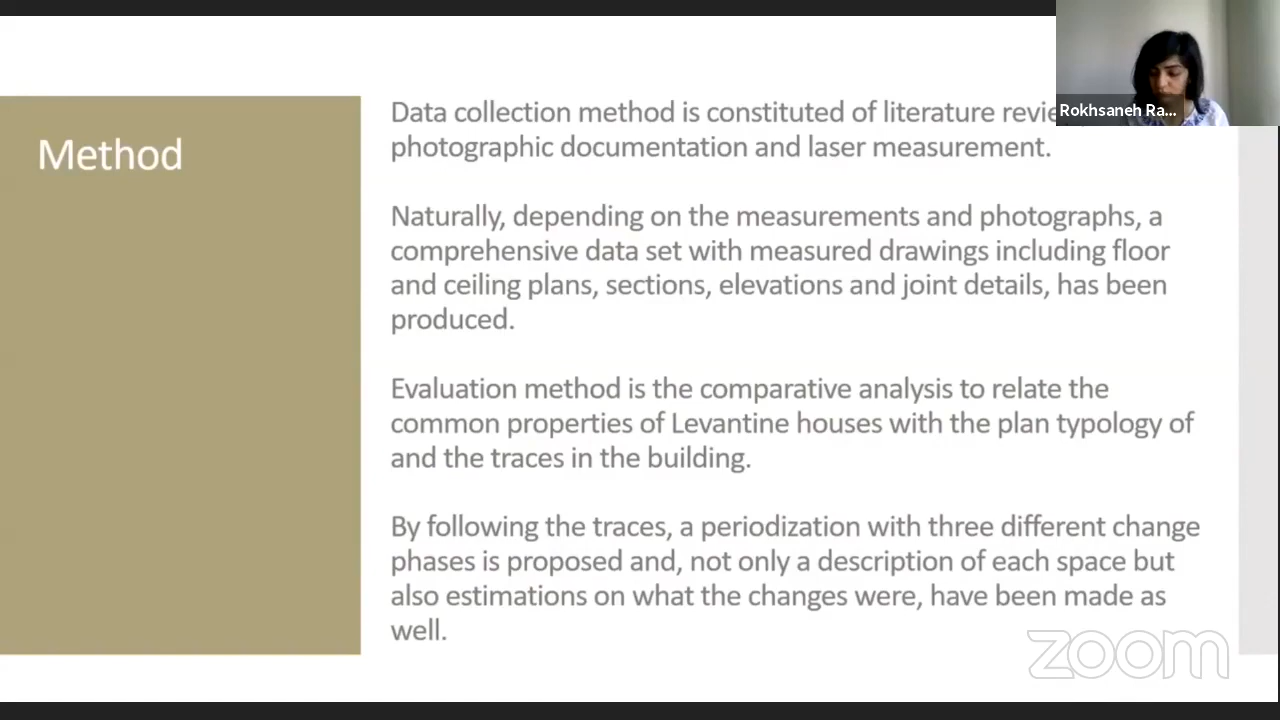 Rokhsaneh Ra...
Method
Data collection method is constituted of literature
photographic documentation and laser measurement.
Naturally, depending on the measurements and photographs, a
comprehensive data set with measured drawings including floor
and ceiling plans, sections, elevations and joint details, has been
produced.
Evaluation method is the comparative analysis to relate the
common properties of Levantine houses with the plan typology of
and the traces in the building.
By following the traces, a periodization with three different change
phases is proposed and, not only a description of each space but
also estimations on what the changes were, have been made as
well.
zoom